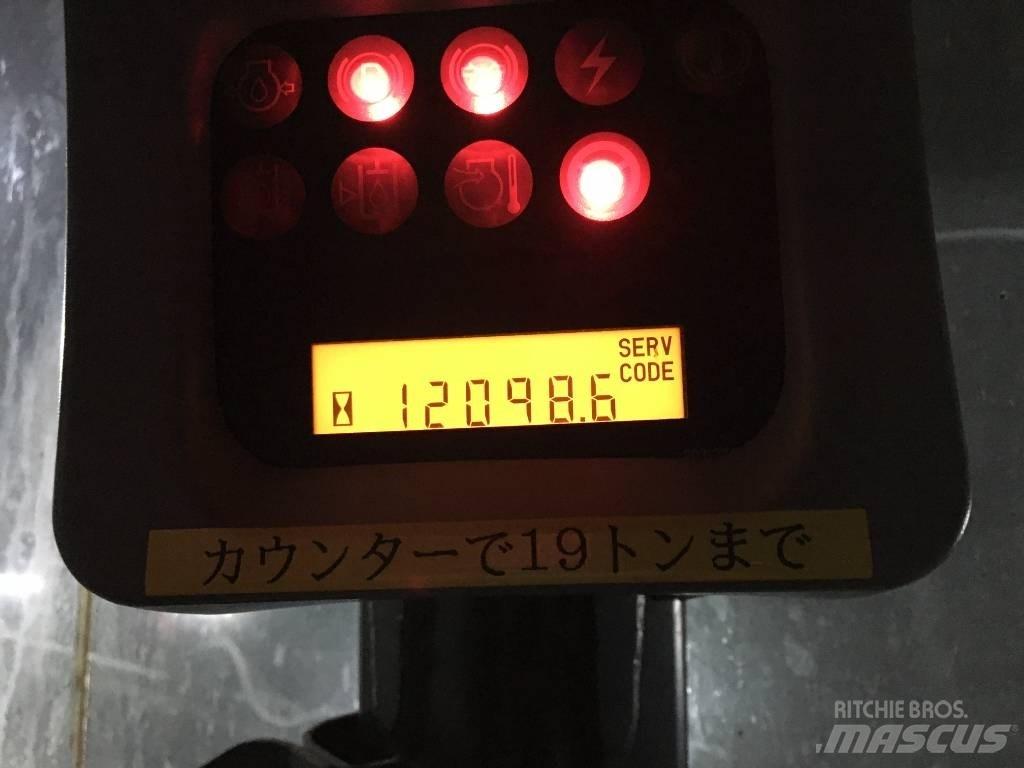 SERV
CODE
12098.6
カウンターで19トンまで
RITCHIE BROS.
MASCUS